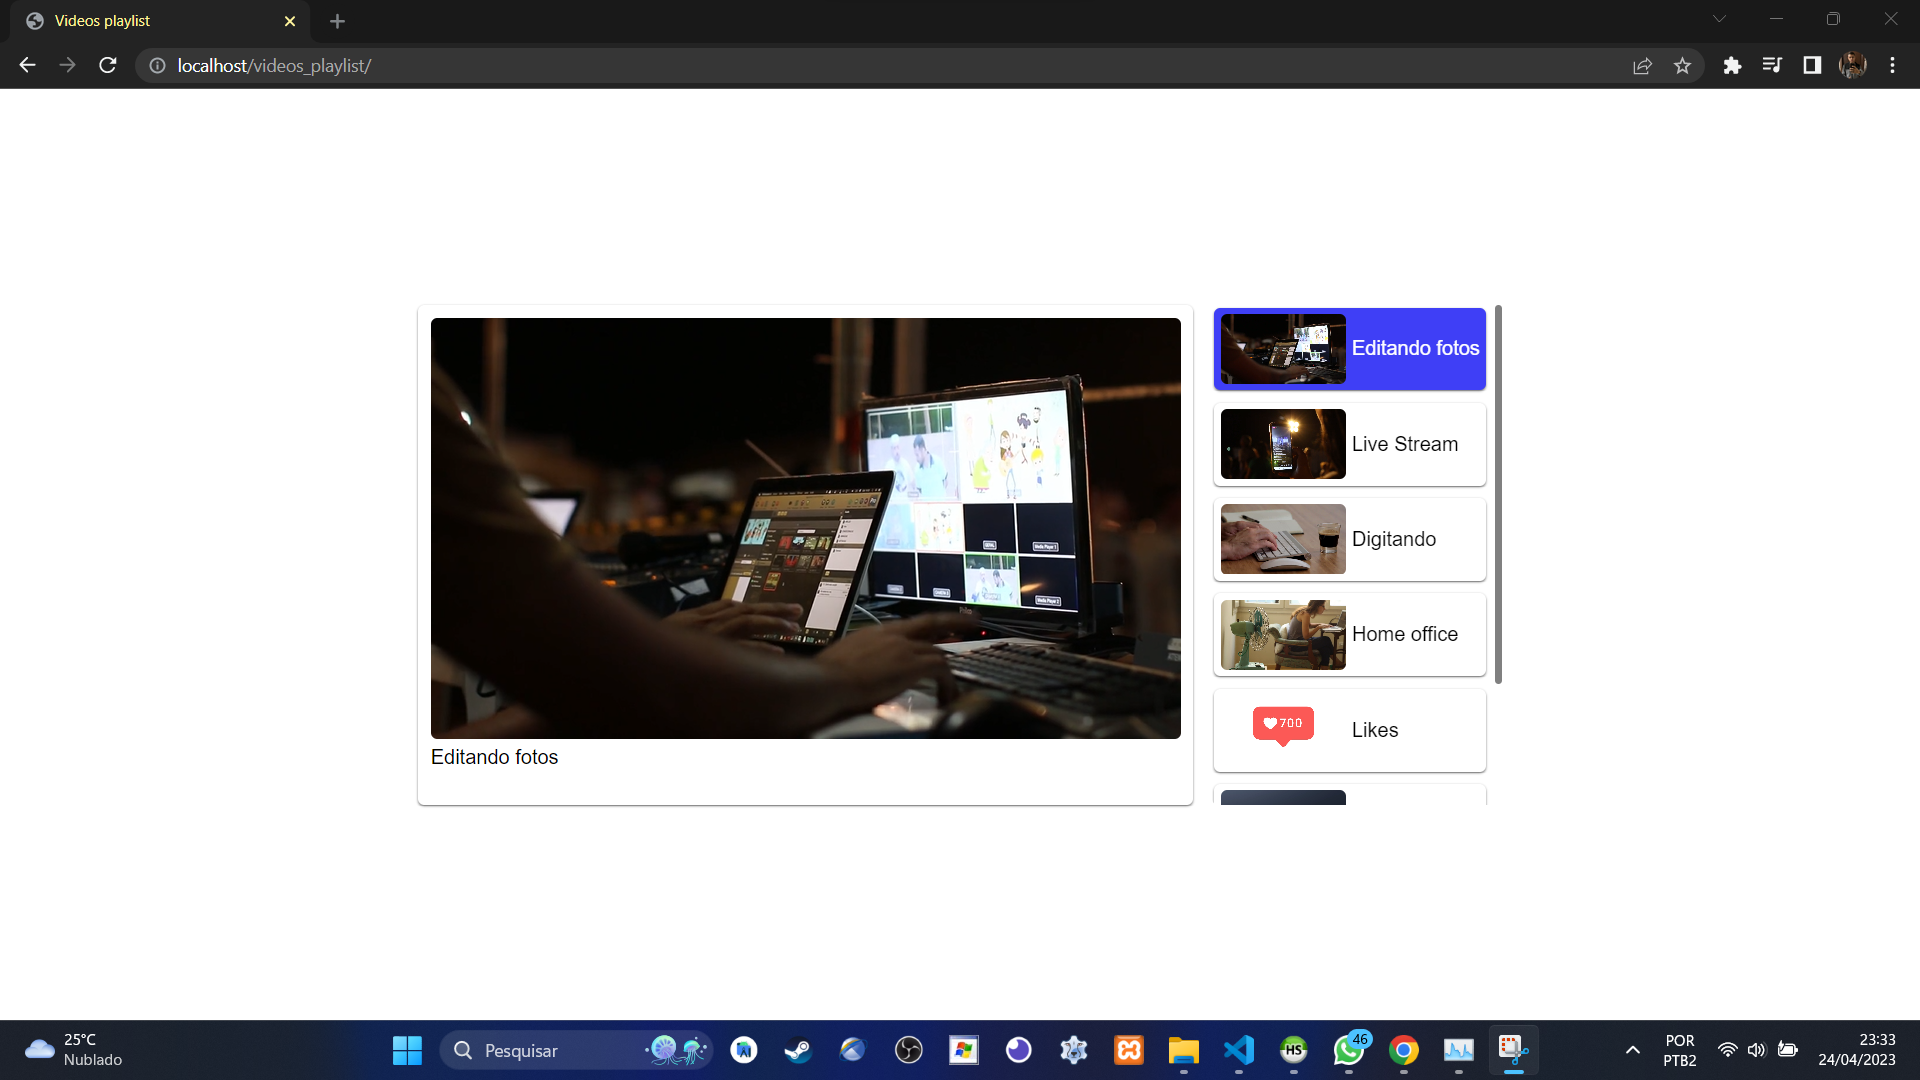 Videos playlist
localhost/videos_playlist/
Editando fotos
Editando fotos
Live Stream
Digitando
Home office
700
Likes
25°C
Nublado
Pesquisar
HS
46
POR
PTB2
23:33
24/04/2023